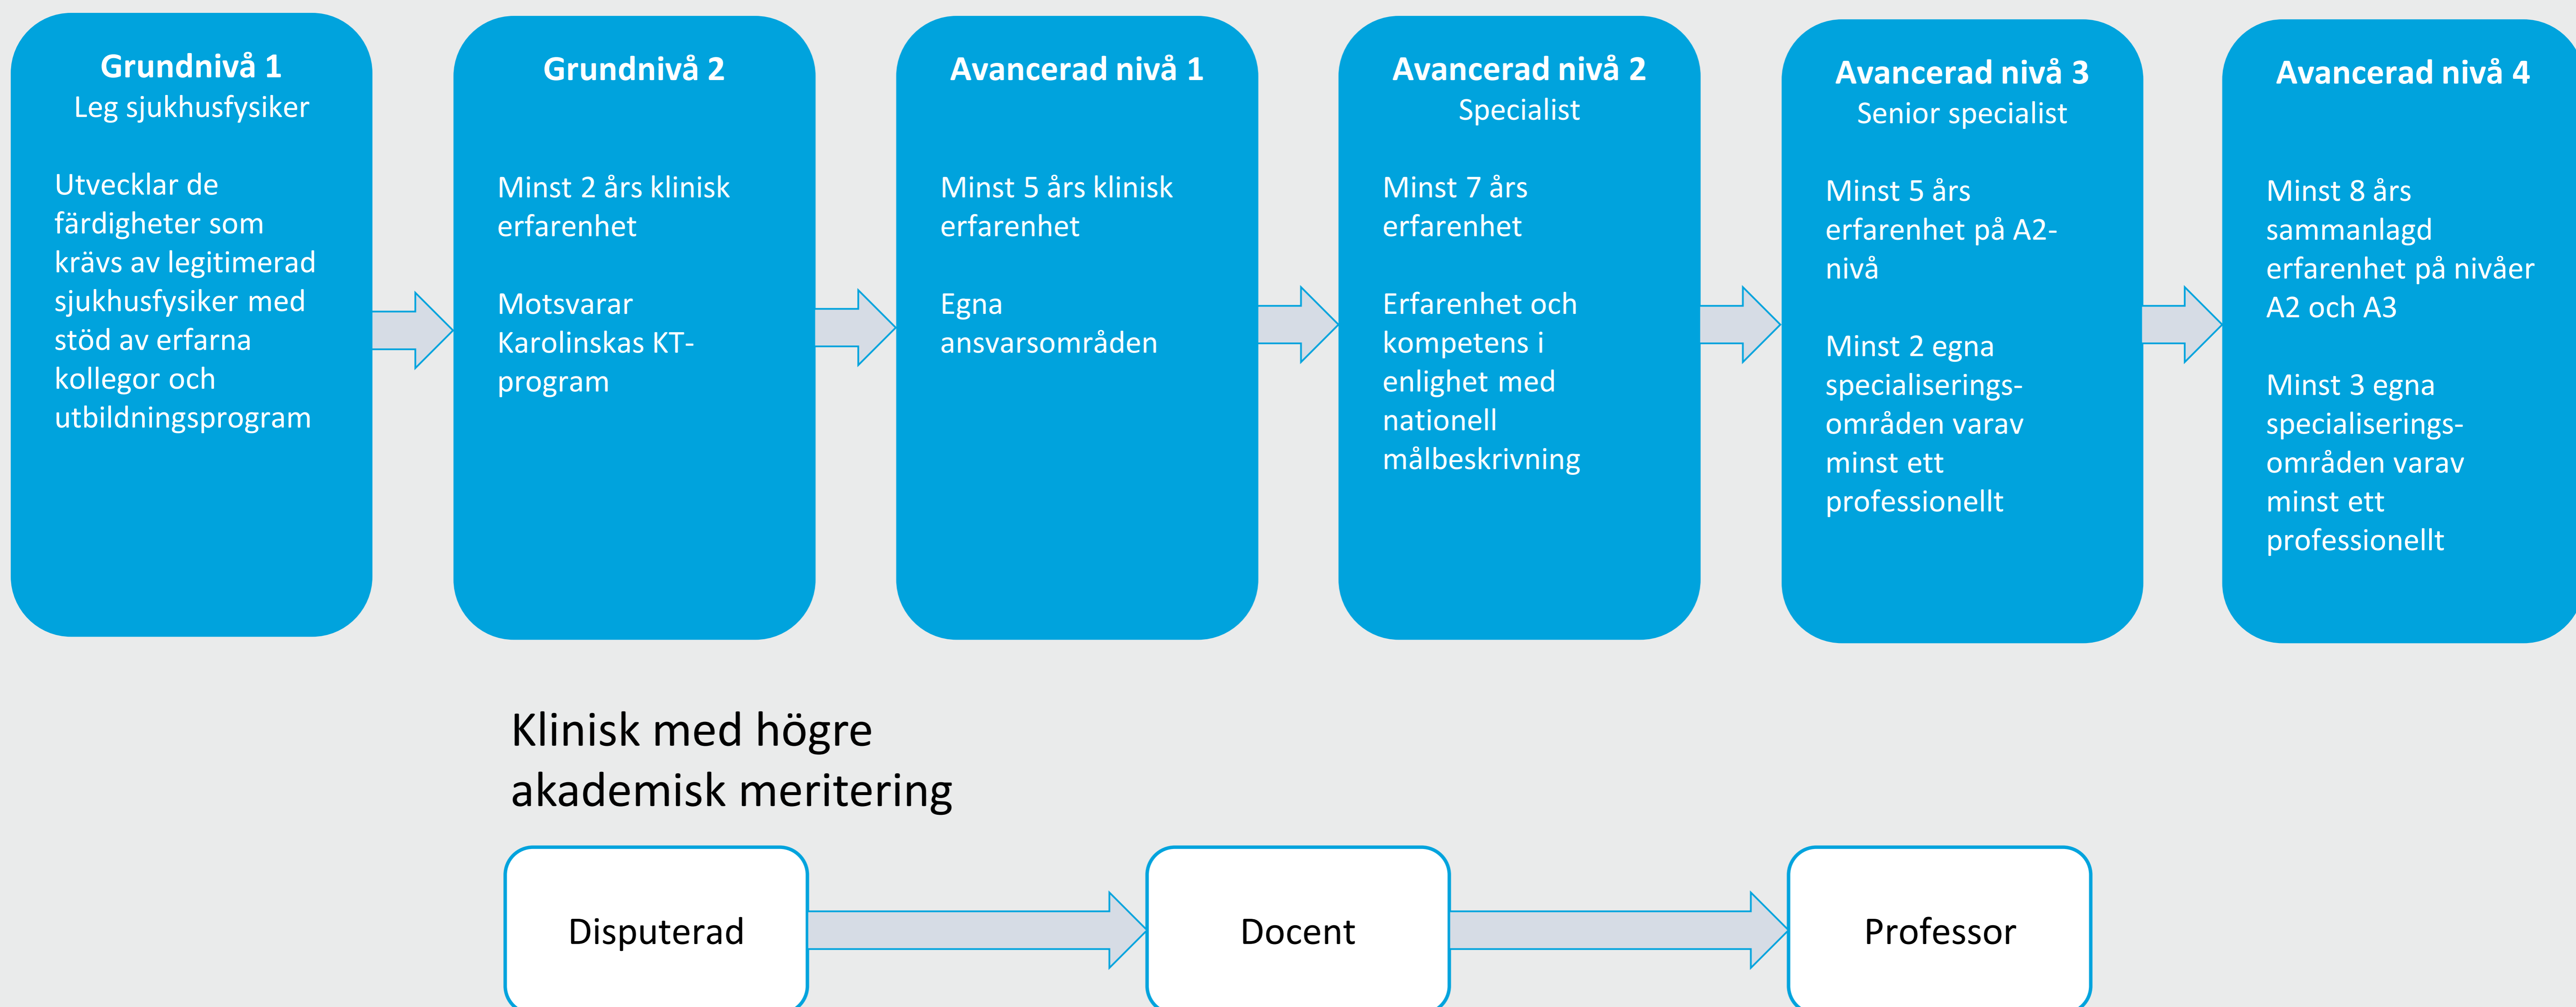 Grundnivå 1
Leg sjukhusfysiker
Utvecklar de
färdigheter som
krävs av legitimerad
sjukhusfysiker med
stöd av erfarna
kollegor och
utbildningsprogram
Grundnivå 2
Minst 2 års klinisk
erfarenhet
Motsvarar
Karolinskas KT-
program
Avancerad nivå 1
Minst 5 års klinisk
erfarenhet
Egna
ansvarsområden
Avancerad nivå 2
Specialist
Minst 7 års
erfarenhet
Erfarenhet och
kompetens i
enlighet med
nationell
målbeskrivning
Avancerad nivå 3
Senior specialist
Minst 5 års
erfarenhet på A2-
nivå
Minst 2 egna
specialiserings-
områden varav
minst ett
professionellt
Avancerad nivå 4
Minst 8 års
sammanlagd
erfarenhet på nivåer
A2 och A3
Minst 3 egna
specialiserings-
områden varav
minst ett
professionellt
Klinisk med högre
akademisk meritering
Disputerad
Docent
Professor